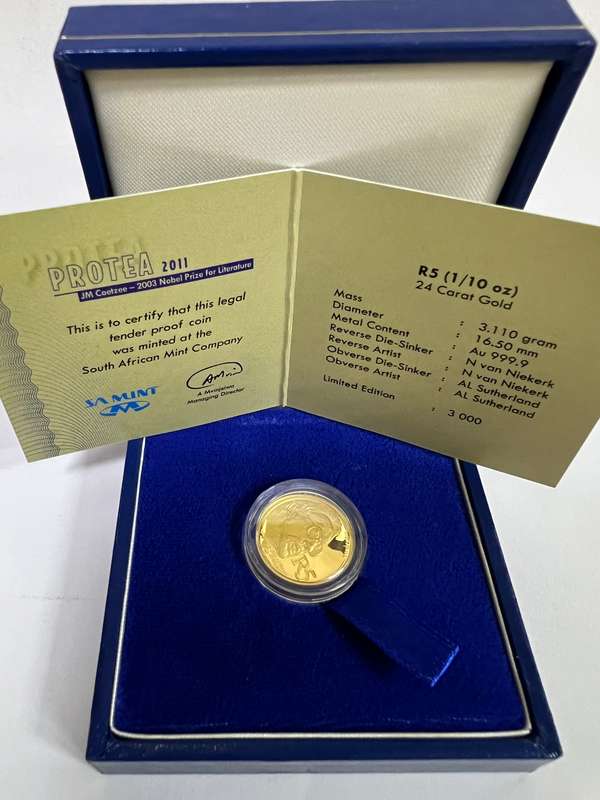 PROTEA 2011
JM Coetzee – 2003 Nobel Prize for Literature
This is to certify that this legal
tender proof coin
was minted at the
South African Mint Company
SA MINT
A Mvinjelwa
Managing Director
R5 (1/10 oz)
24 Carat Gold
Mass : 3.110 gram
Diameter : 16.50 mm
Metal Content : Au 999.9
Reverse Die-Sinker : N van Niekerk
Reverse Artist : N van Niekerk
Obverse Die-Sinker : AL Sutherland
Obverse Artist : AL Sutherland
Limited Edition : 3 000
R5